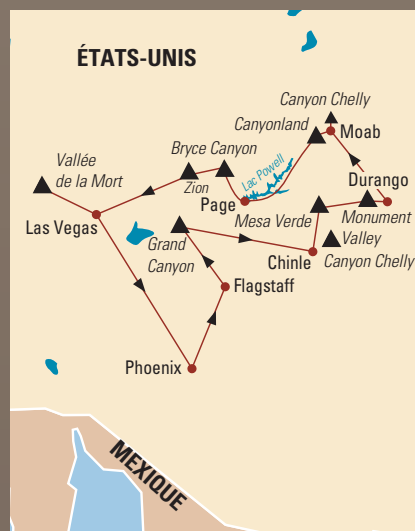 ÉTATS-UNIS
Canyon Chelly
Canyonland
Moab
Bryce Canyon
Vallée
de la Mort
Lac Powell
Zion
Durango
Page
Mesa Verde
Monument
Valley
Las Vegas
Grand
Canyon
Chinle
Canyon Chelly
Flagstaff
Phoenix
MEXIQUE